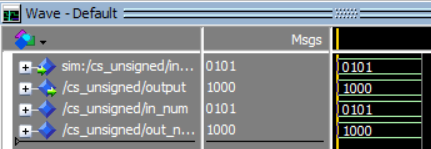 Wave - Default
Msgs
sim:/cs_unsigned/in... 0101 0101
/cs_unsigned/output 1000 1000
/cs_unsigned/in_num 0101 0101
/cs_unsigned/out_n... 1000 1000